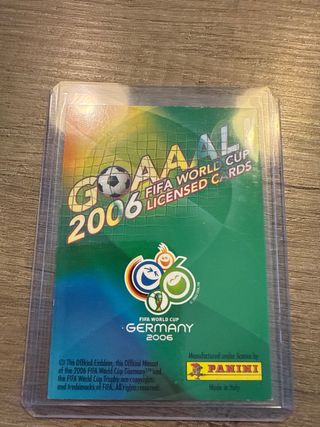 GOAAAL!
2006 FIFA WORLD CUP
LICENSED CARDS
FIFA WORLD CUP
GERMANY
2006
(C) The Official Emblem, the Official Mascot
of the 2006 FIFA World Cup Germany™ and
the FIFA World Cup Trophy are copyrights
and trademarks of FIFA. All rights reserved.
Manufactured under license by
PANINI
Made in Italy